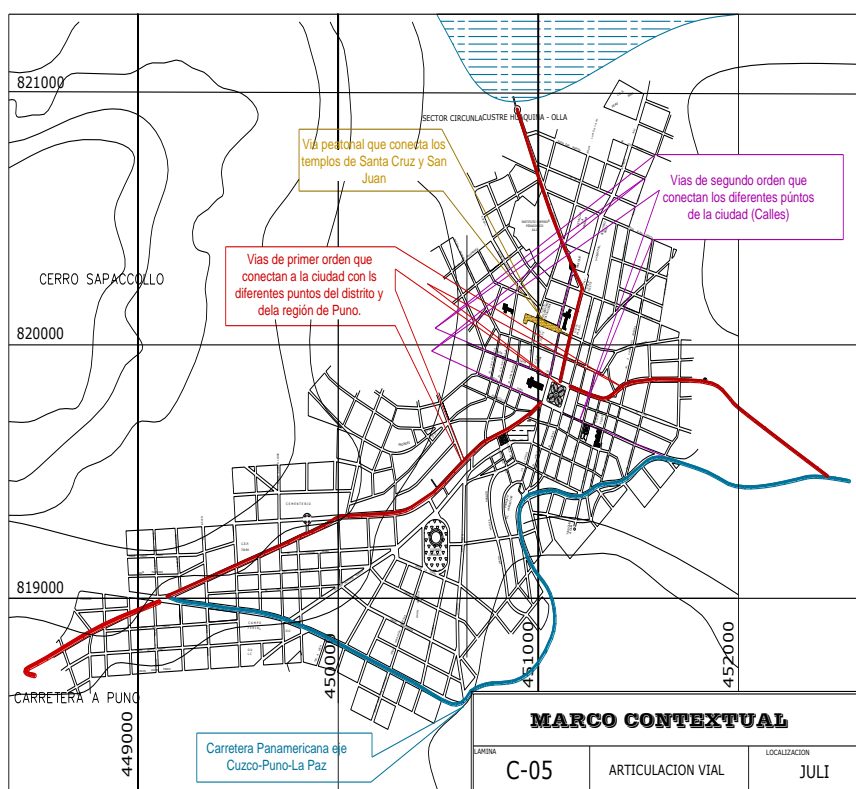 821000
SECTOR CIRCUNLACUSTRE HUAQUINA - OLLA
Via peatonal que conecta los
templos de Santa Cruz y San
Juan
Vias de segundo orden que
conectan los diferentes púntos
de la ciudad (Calles)
Vias de primer orden que
conectan a la ciudad con ls
diferentes puntos del distrito y
dela región de Puno.
CERRO SAPACCOLLO
820000
CEMENTERIO
819000
CARRETERA A PUNO
449000
450000
451000
452000
Carretera Panamericana eje
Cuzco-Puno-La Paz
MARCO CONTEXTUAL
LAMINA
C-05
ARTICULACION VIAL
LOCALIZACION
JULI